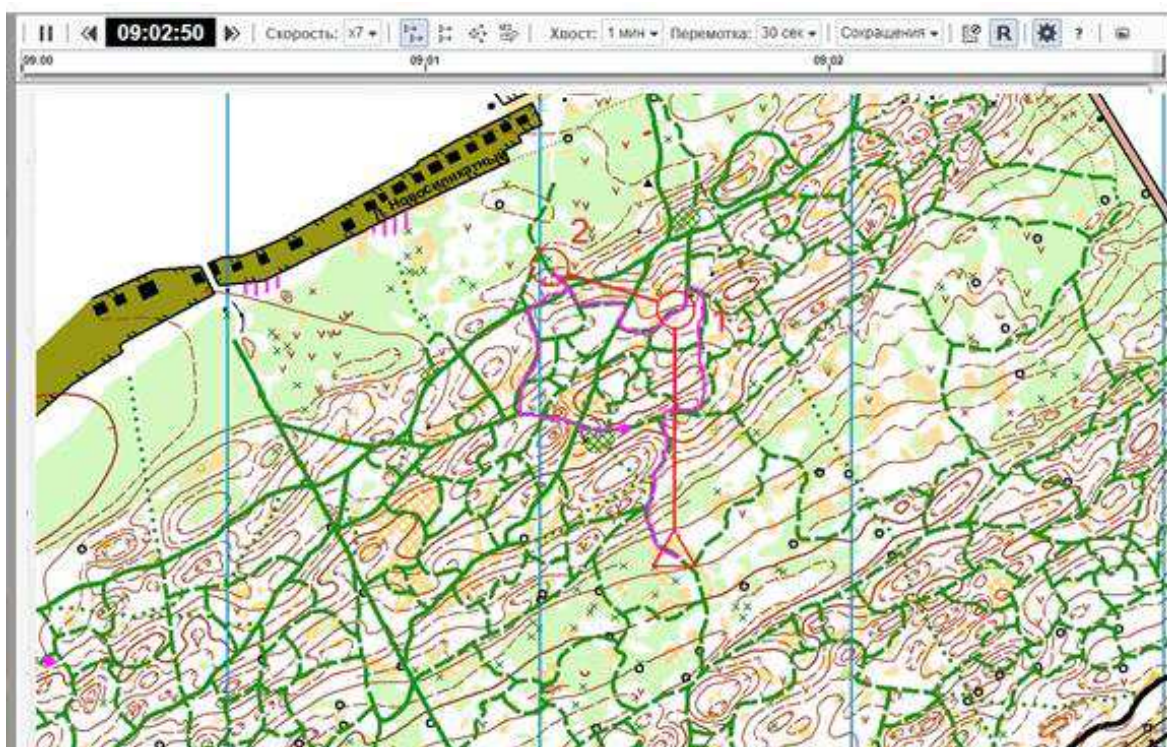 09:02:50 Скорость: x7 Хвост: 1 мин Перемотка: 30 сек Сокращения R ?
09:00 09:01 09:02
Новосиликатный
2
1